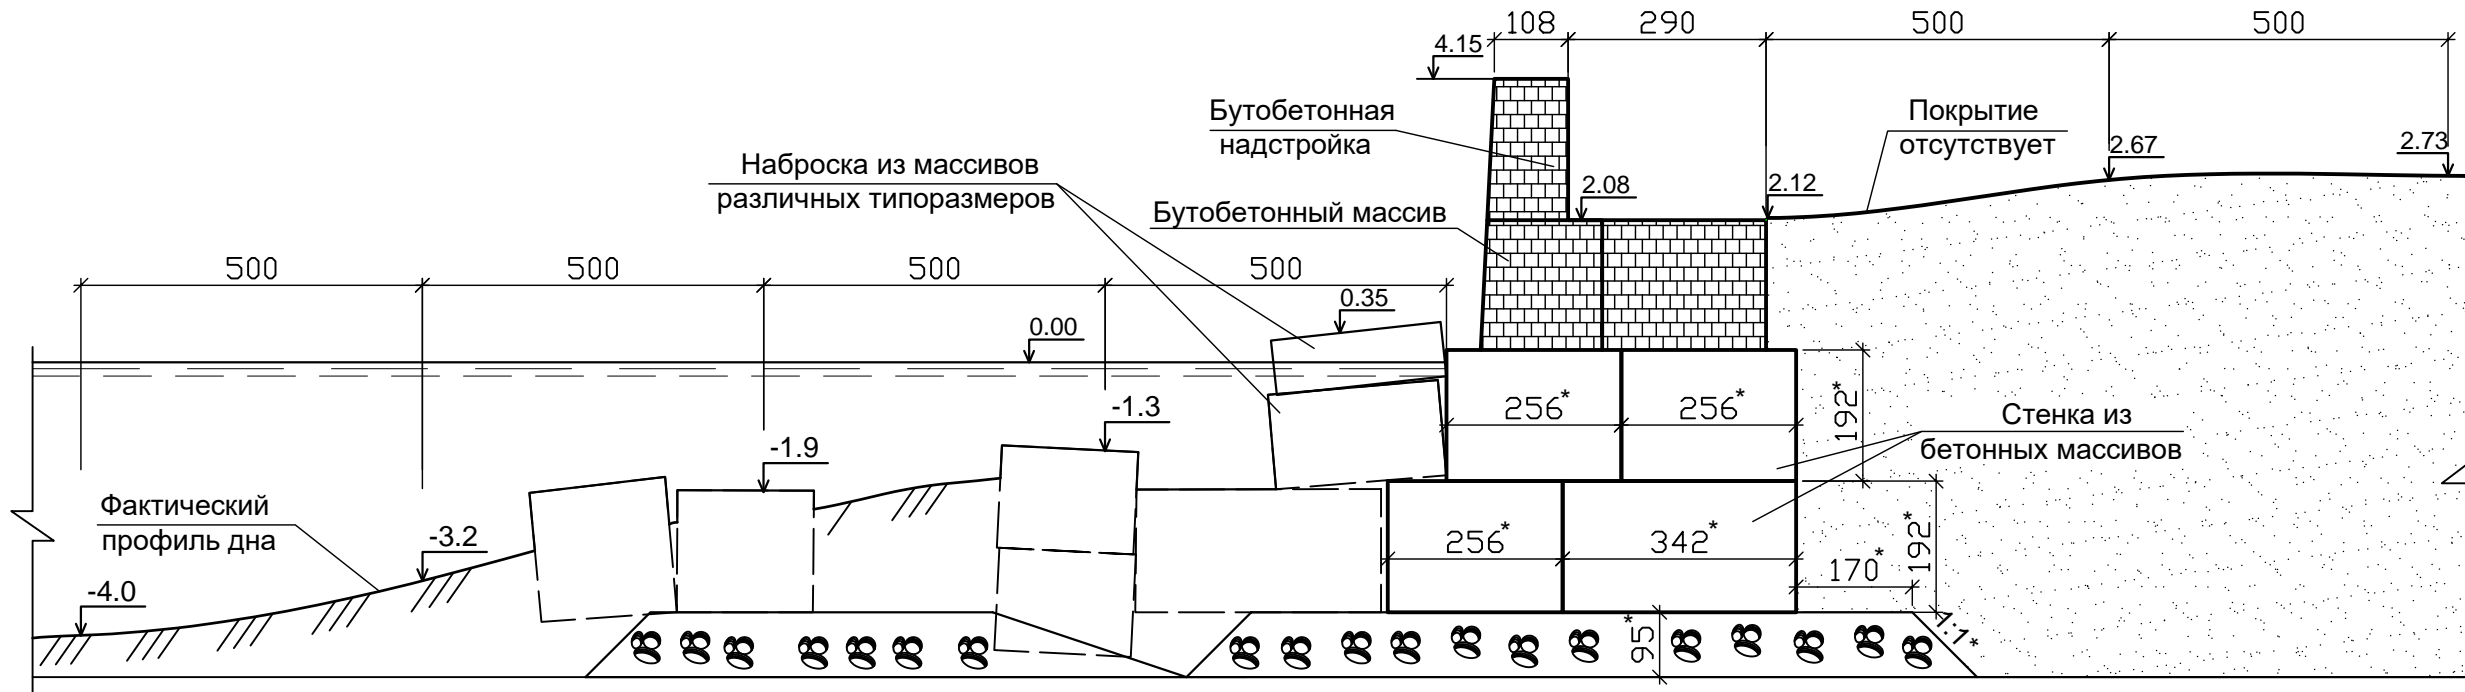 108
290
500
500
4.15
Бутобетонная
надстройка
Покрытие
отсутствует
2.67
2.73
Наброска из массивов
различных типоразмеров
2.08
2.12
Бутобетонный массив
500
500
500
500
0.35
0.00
256*
256*
192*
Стенка из
бетонных массивов
-1.3
-1.9
Фактический
профиль дна
-3.2
-4.0
256*
342*
170*
192*
95*
1:1*